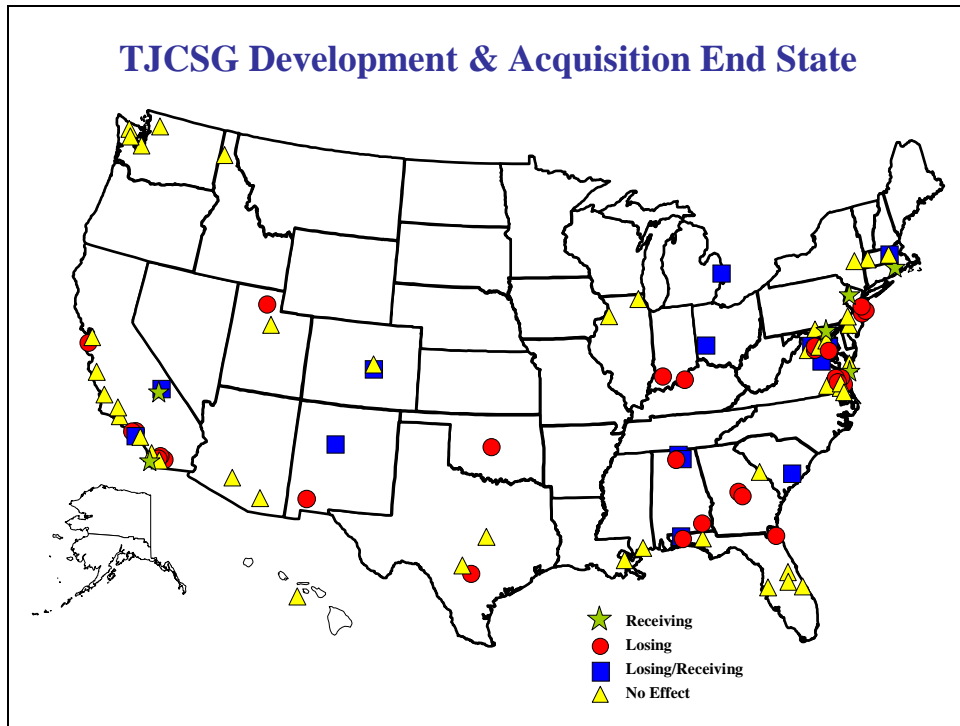 TJCSG Development & Acquisition End State
Receiving
Losing
Losing/Receiving
No Effect